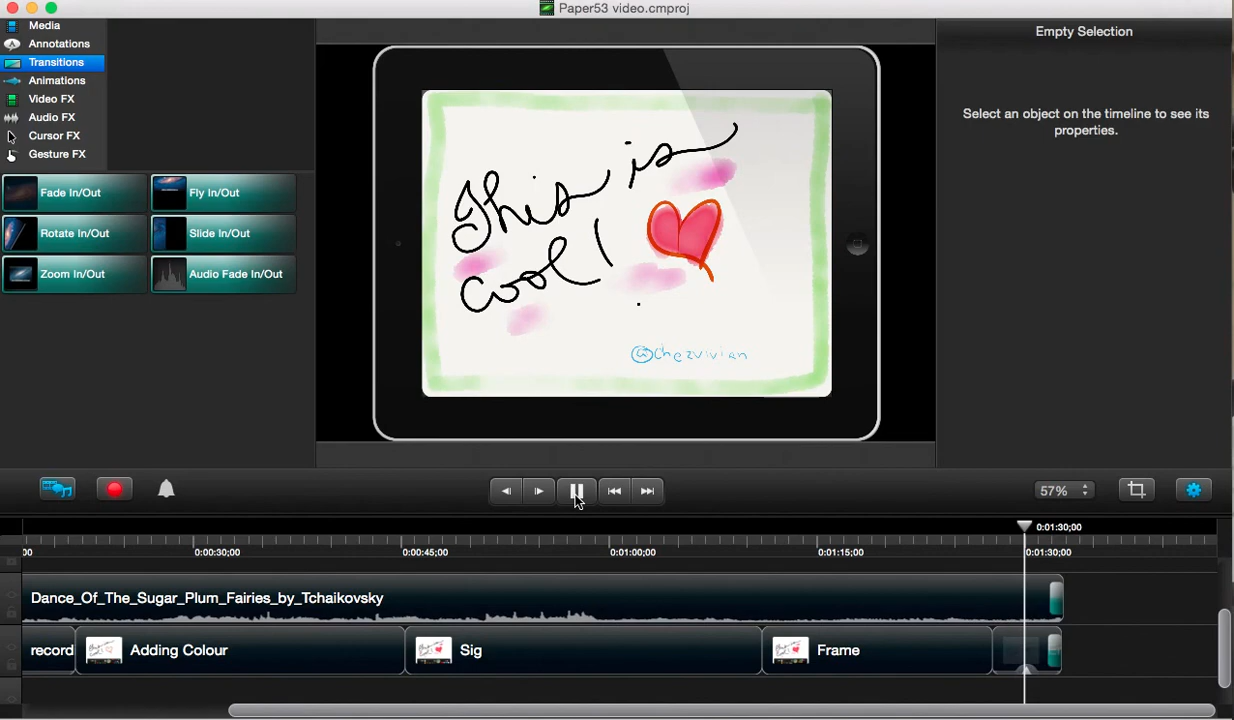 Paper53 video.cmproj
Media
Annotations
Transitions
Animations
Video FX
Audio FX
Cursor FX
Gesture FX
Fade In/Out
Fly In/Out
Rotate In/Out
Slide In/Out
Zoom In/Out
Audio Fade In/Out
This is
cool!
@chezvivian
Empty Selection
Select an object on the timeline to see its
properties.
57%
0:01:30;00
00
0:00:30;00
0:00:45;00
0:01:00;00
0:01:15;00
0:01:30;00
Dance_Of_The_Sugar_Plum_Fairies_by_Tchaikovsky
record
Adding Colour
Sig
Frame